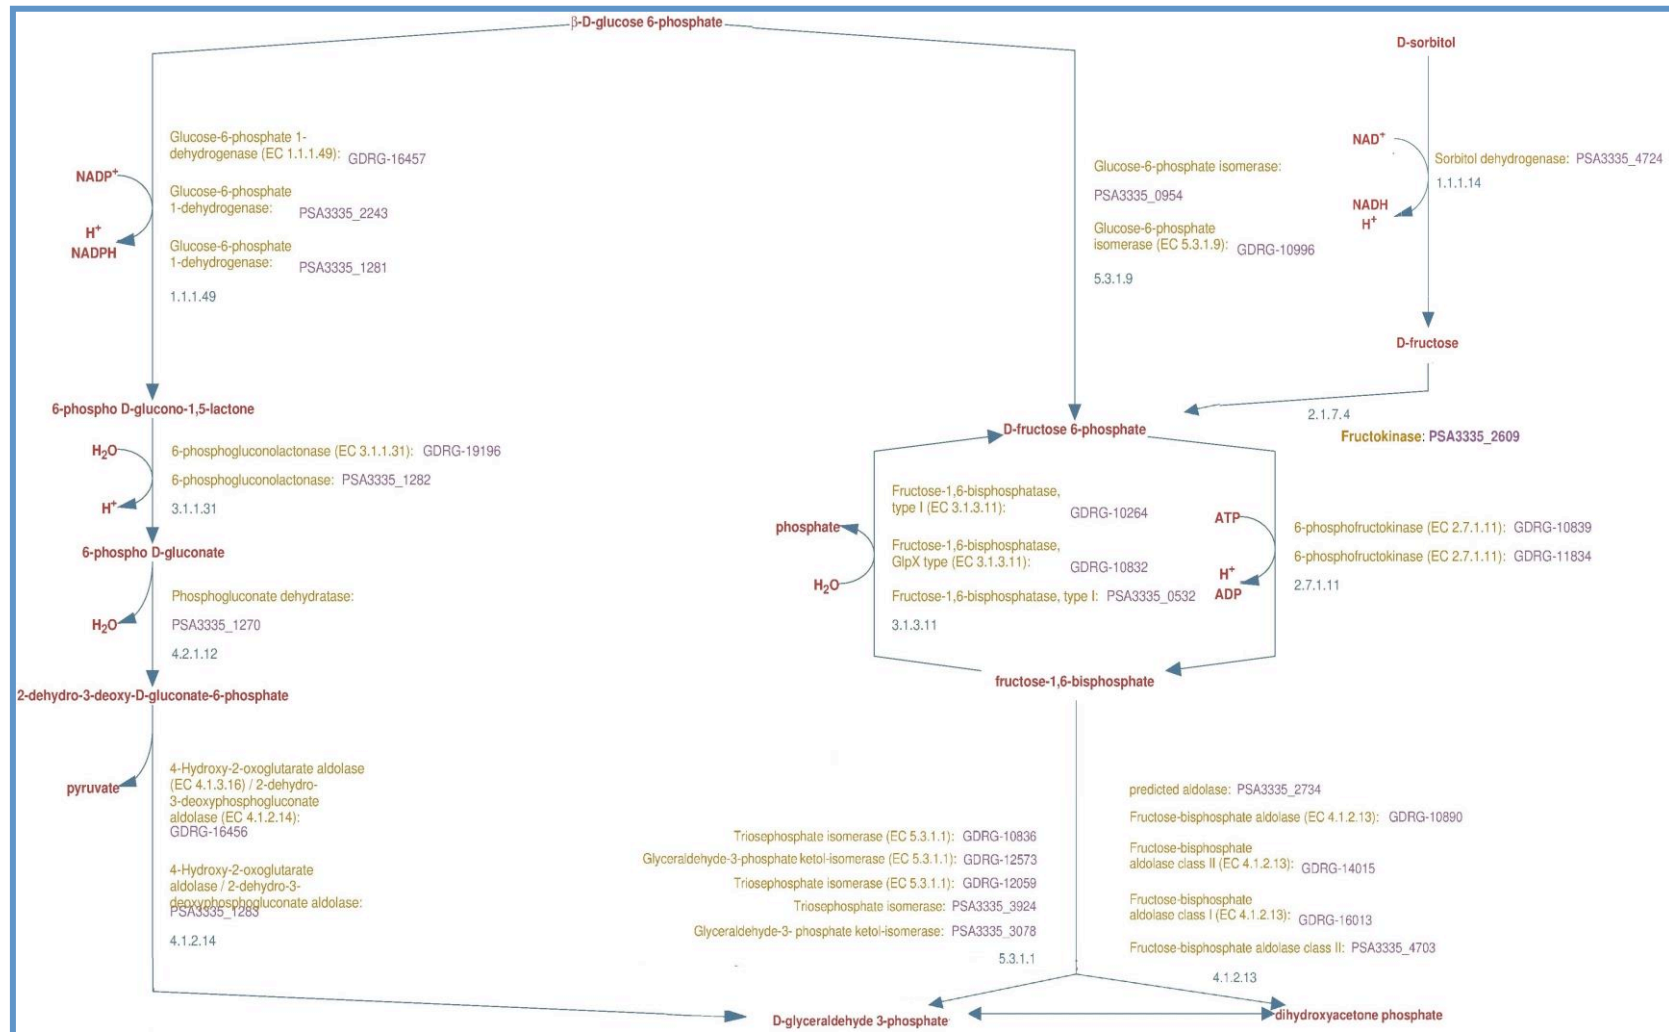 β-D-glucose 6-phosphate
D-sorbitol
Glucose-6-phosphate 1-
dehydrogenase (EC 1.1.1.49): GDRG-16457
NADP+
Glucose-6-phosphate
1-dehydrogenase: PSA3335_2243
H+
NADPH
Glucose-6-phosphate
1-dehydrogenase: PSA3335_1281
1.1.1.49
Glucose-6-phosphate isomerase:
PSA3335_0954
Glucose-6-phosphate
isomerase (EC 5.3.1.9): GDRG-10996
5.3.1.9
NAD+
Sorbitol dehydrogenase: PSA3335_4724
1.1.1.14
NADH
H+
D-fructose
2.1.7.4
Fructokinase: PSA3335_2609
6-phospho D-glucono-1,5-lactone
H2O
6-phosphogluconolactonase (EC 3.1.1.31): GDRG-19196
6-phosphogluconolactonase: PSA3335_1282
H+
3.1.1.31
6-phospho D-gluconate
Phosphogluconate dehydratase:
H2O
PSA3335_1270
4.2.1.12
2-dehydro-3-deoxy-D-gluconate-6-phosphate
pyruvate
4-Hydroxy-2-oxoglutarate aldolase
(EC 4.1.3.16) / 2-dehydro-
3-deoxyphosphogluconate
aldolase (EC 4.1.2.14):
GDRG-16456
4-Hydroxy-2-oxoglutarate
aldolase / 2-dehydro-3-
deoxyphosphogluconate aldolase:
PSA3335_1283
4.1.2.14
D-fructose 6-phosphate
phosphate
H2O
Fructose-1,6-bisphosphatase,
type I (EC 3.1.3.11): GDRG-10264
Fructose-1,6-bisphosphatase,
GlpX type (EC 3.1.3.11): GDRG-10832
Fructose-1,6-bisphosphatase, type I: PSA3335_0532
3.1.3.11
ATP
H+
ADP
6-phosphofructokinase (EC 2.7.1.11): GDRG-10839
6-phosphofructokinase (EC 2.7.1.11): GDRG-11834
2.7.1.11
fructose-1,6-bisphosphate
Triosephosphate isomerase (EC 5.3.1.1): GDRG-10836
Glyceraldehyde-3-phosphate ketol-isomerase (EC 5.3.1.1): GDRG-12573
Triosephosphate isomerase (EC 5.3.1.1): GDRG-12059
Triosephosphate isomerase: PSA3335_3924
Glyceraldehyde-3- phosphate ketol-isomerase: PSA3335_3078
5.3.1.1
predicted aldolase: PSA3335_2734
Fructose-bisphosphate aldolase (EC 4.1.2.13): GDRG-10890
Fructose-bisphosphate
aldolase class II (EC 4.1.2.13): GDRG-14015
Fructose-bisphosphate
aldolase class I (EC 4.1.2.13): GDRG-16013
Fructose-bisphosphate aldolase class II: PSA3335_4703
4.1.2.13
D-glyceraldehyde 3-phosphate
dihydroxyacetone phosphate